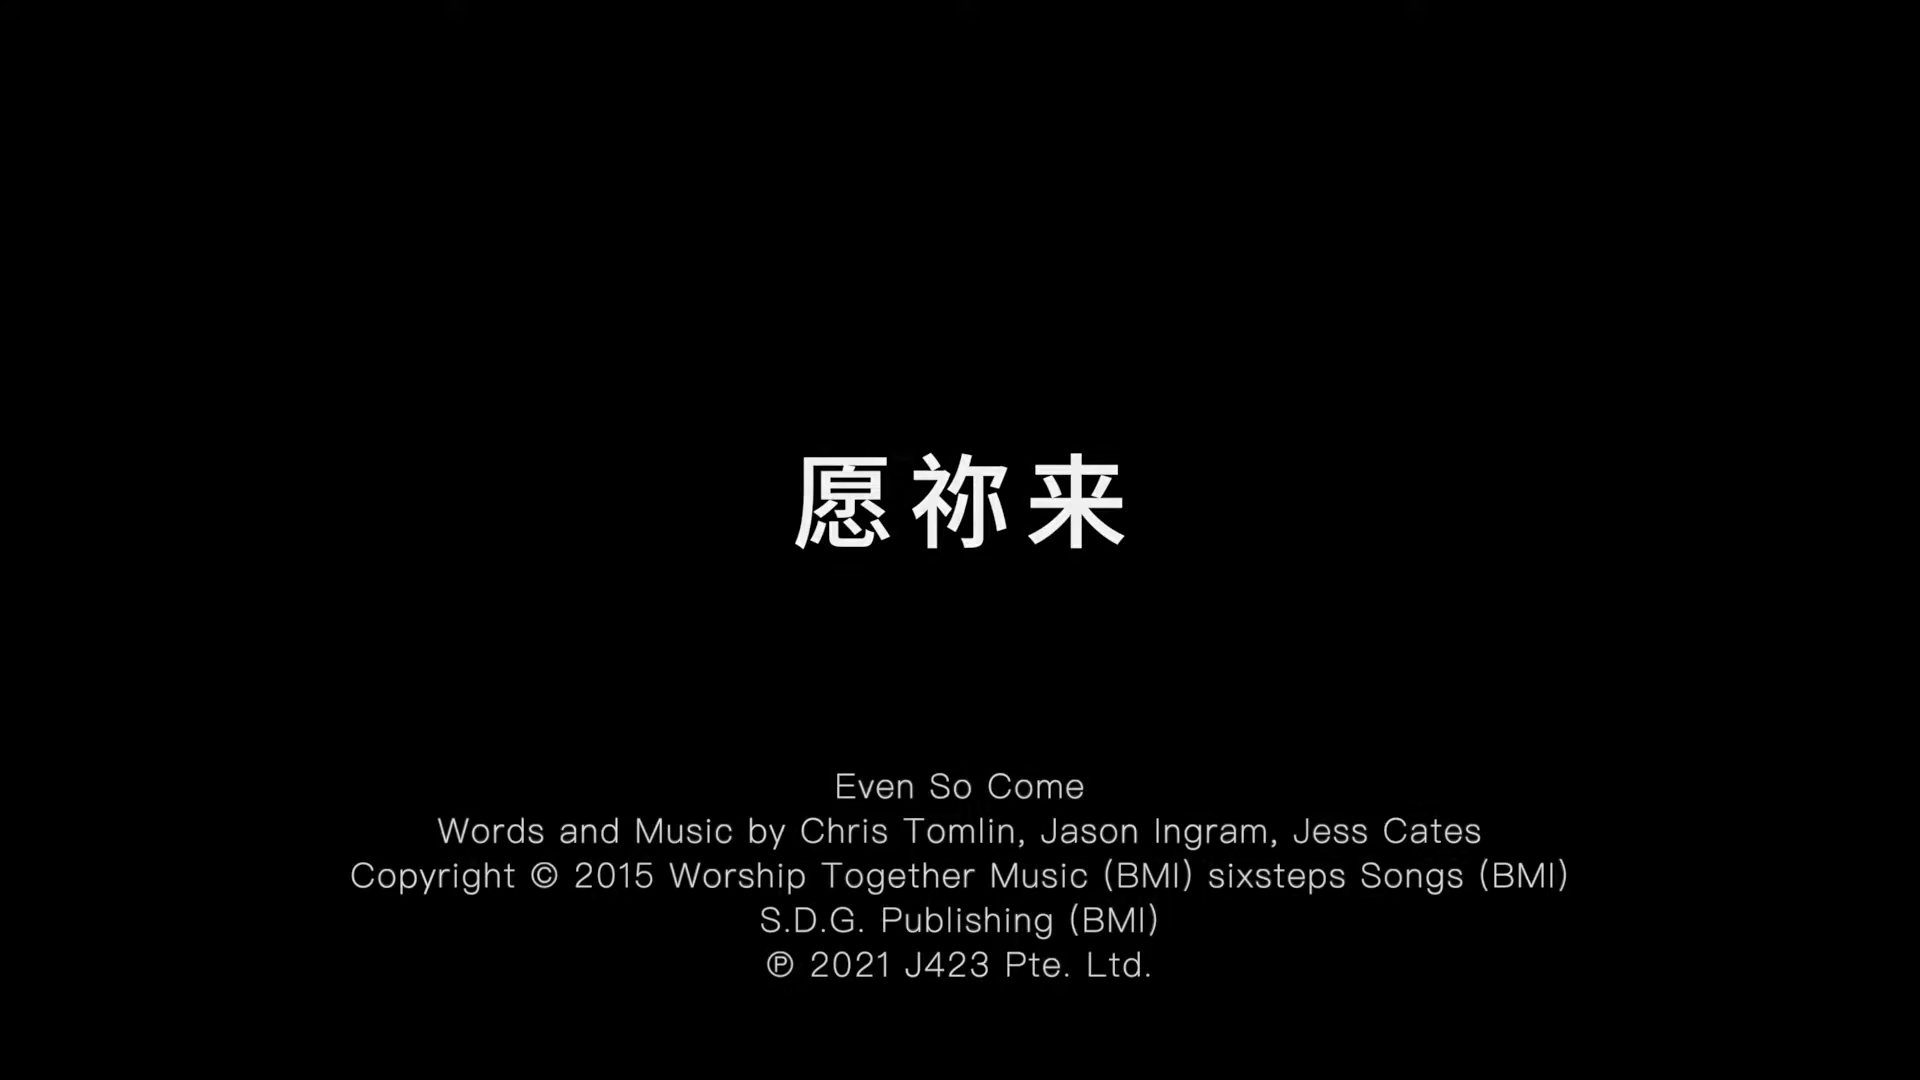 愿祢来
Even So Come
Words and Music by Chris Tomlin, Jason Ingram, Jess Cates
Copyright © 2015 Worship Together Music (BMI) sixsteps Songs (BMI)
S.D.G. Publishing (BMI)
℗ 2021 J423 Pte. Ltd.